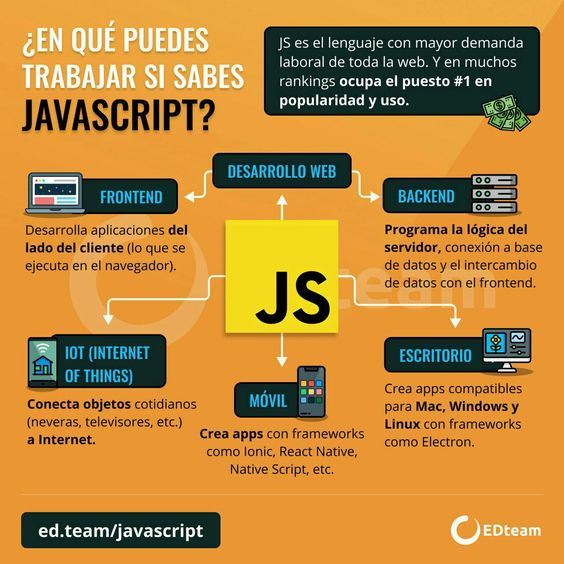 ¿EN QUÉ PUEDES
TRABAJAR SI SABES
JAVASCRIPT?
JS es el lenguaje con mayor demanda
laboral de toda la web. Y en muchos
rankings ocupa el puesto #1 en
popularidad y uso.
DESARROLLO WEB
FRONTEND
Desarrolla aplicaciones del
lado del cliente (lo que se
ejecuta en el navegador).
BACKEND
Programa la lógica del
servidor, conexión a base
de datos y el intercambio
de datos con el frontend.
JS
EDteam
IOT (INTERNET
OF THINGS)
Conecta objetos cotidianos
(neveras, televisores, etc.)
a Internet.
MÓVIL
Crea apps con frameworks
como Ionic, React Native,
Native Script, etc.
ESCRITORIO
Crea apps compatibles
para Mac, Windows y
Linux con frameworks
como Electron.
ed.team/javascript
EDteam